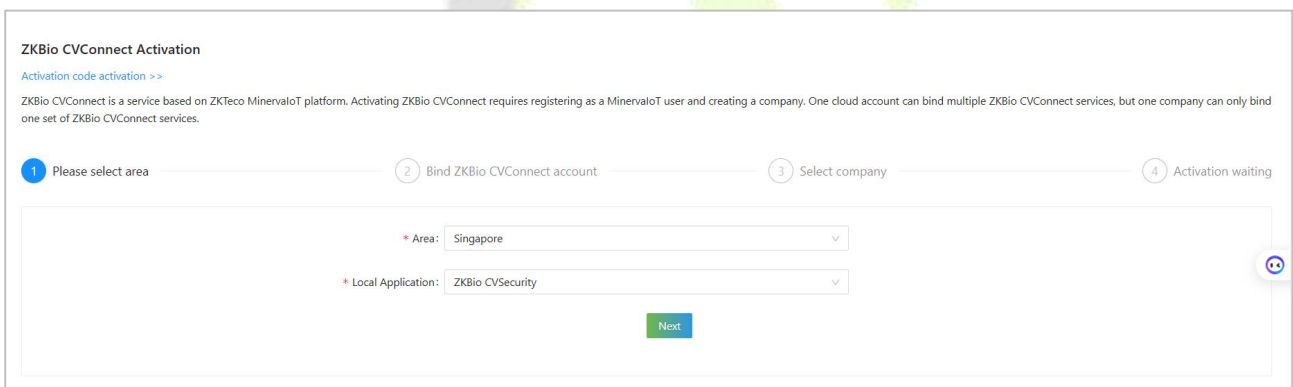 ZKBio CVConnect Activation
Activation code activation >>
ZKBio CVConnect is a service based on ZKTeco MinervaIoT platform. Activating ZKBio CVConnect requires registering as a MinervaIoT user and creating a company. One cloud account can bind multiple ZKBio CVConnect services, but one company can only bind
one set of ZKBio CVConnect services.
1 Please select area 2 Bind ZKBio CVConnect account 3 Select company 4 Activation waiting
* Area: Singapore
* Local Application: ZKBio CVSecurity
Next